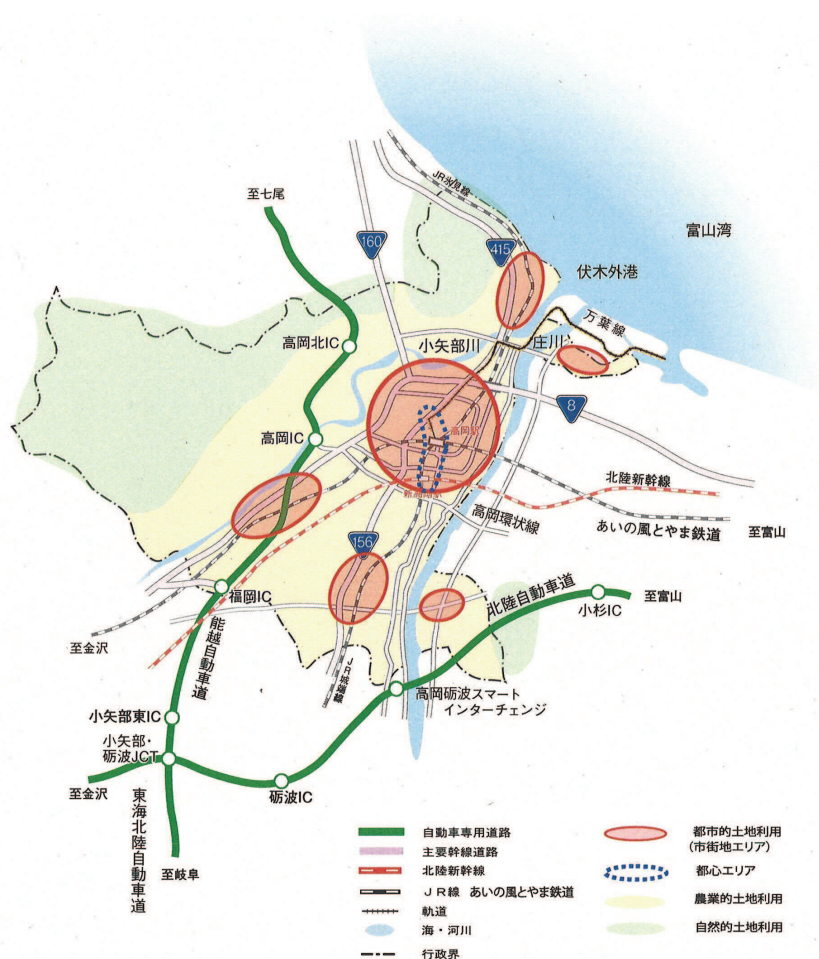 JR氷見線
至七尾
160
415
富山湾
伏木外港
万葉線
小矢部川
庄川
高岡北IC
8
高岡駅
高岡IC
北陸新幹線
新高岡駅
高岡環状線
あいの風とやま鉄道
至富山
156
北陸自動車道
福岡IC
小杉IC
至富山
至金沢
能越自動車道
JR城端線
高岡砺波スマート
インターチェンジ
小矢部東IC
小矢部・
砺波JCT
至金沢
砺波IC
東海北陸自動車道
至岐阜
自動車専用道路
主要幹線道路
北陸新幹線
JR線 あいの風とやま鉄道
軌道
海・河川
行政界
都市的土地利用
(市街地エリア)
都心エリア
農業的土地利用
自然的土地利用